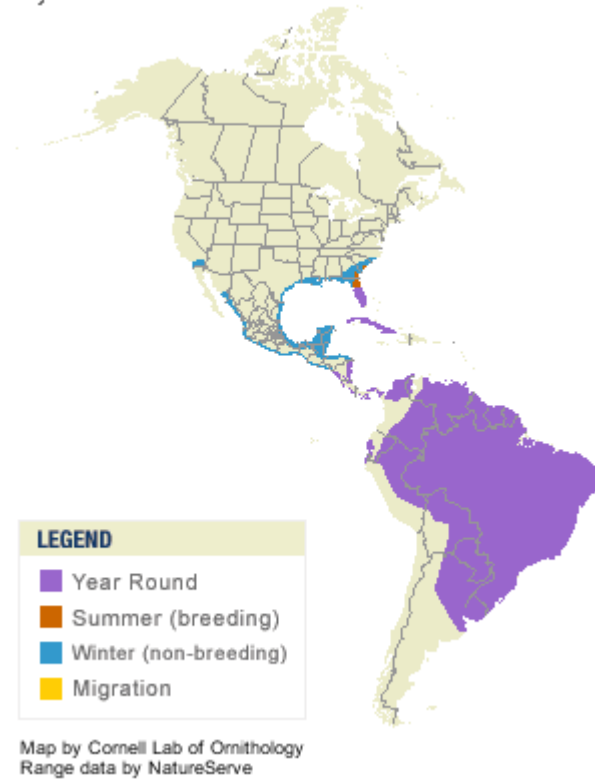 LEGEND
Year Round
Summer (breeding)
Winter (non-breeding)
Migration
Map by Cornell Lab of Ornithology
Range data by NatureServe